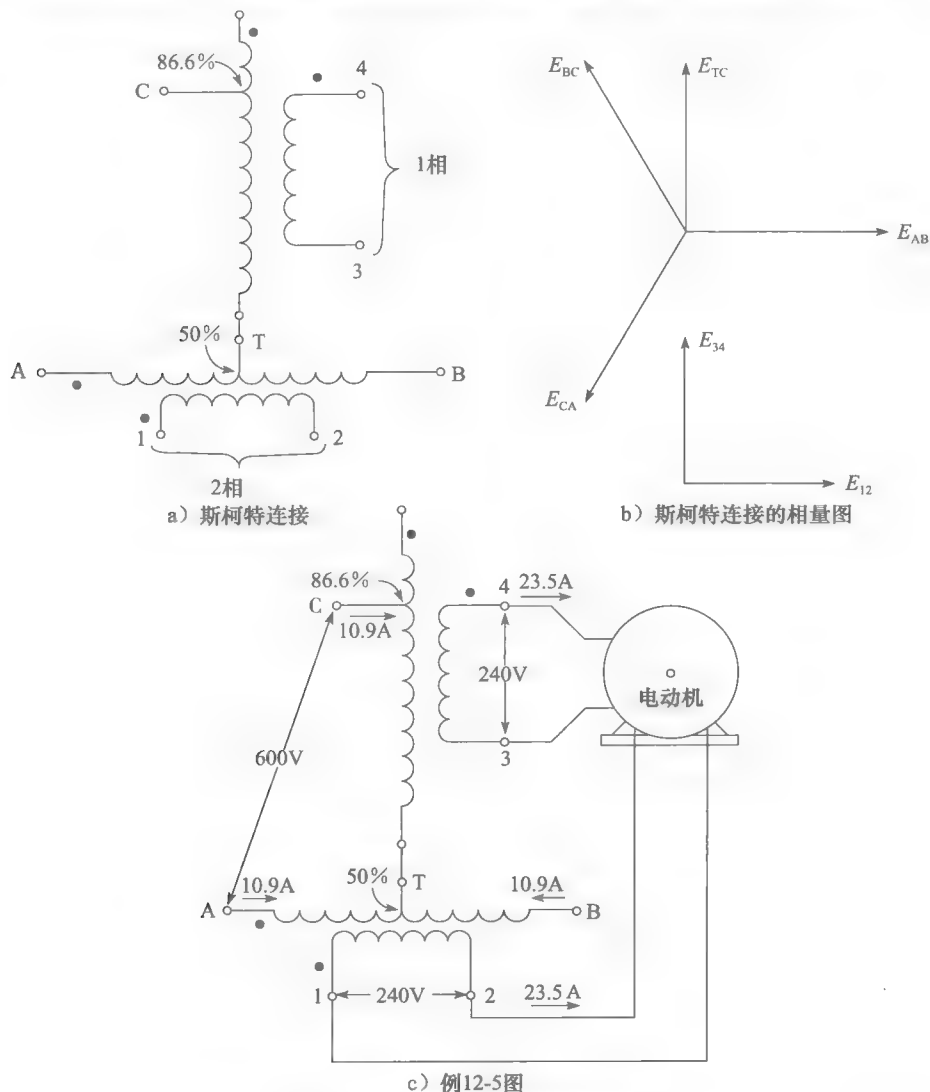 86.6%
C
4
1相
3
50%
T
A
B
1
2
2相
a）斯柯特连接
E_BC
E_TC
E_AB
E_CA
E_34
E_12
b）斯柯特连接的相量图
86.6%
C
10.9A
4
23.5A
240V
电动机
3
600V
T
50%
10.9A
10.9A
A
B
1
240V
2
23.5A
c）例12-5图